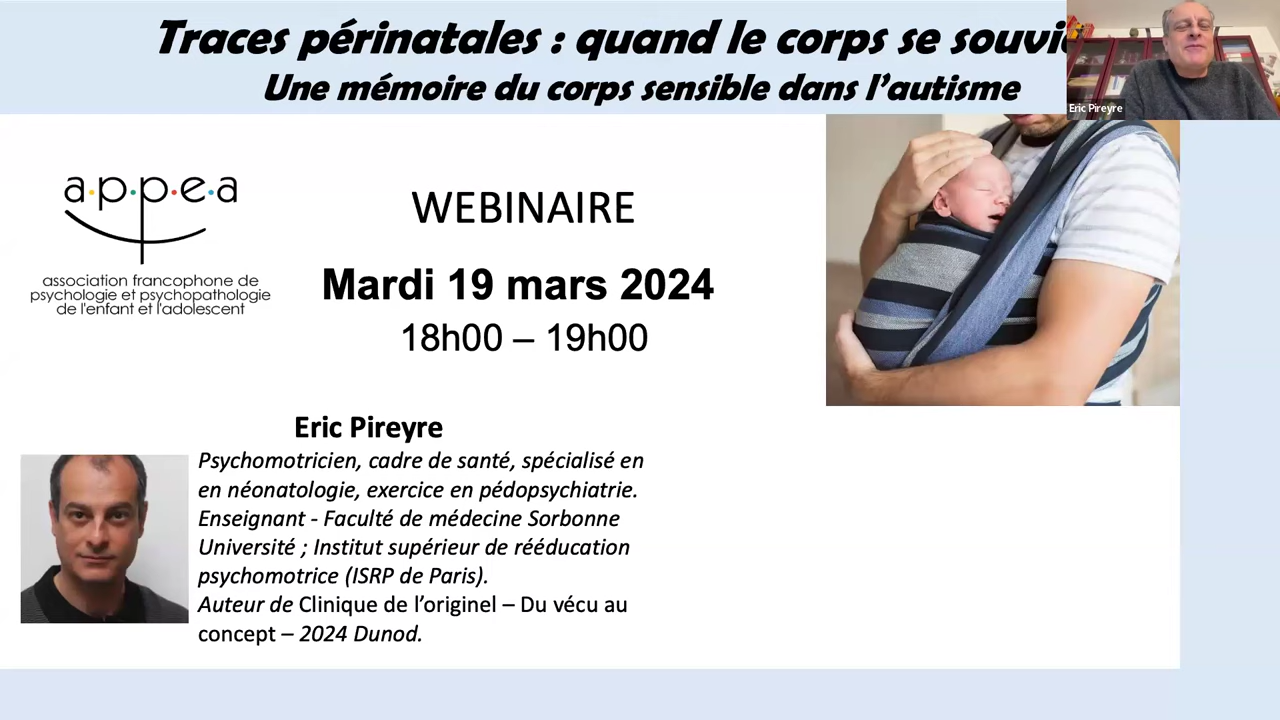 Traces périnatales : quand le corps se souvi
Une mémoire du corps sensible dans l'autisme
Eric Pireyre
a·p·p·e·a
association francophone de
psychologie et psychopathologie
de l'enfant et l'adolescent
WEBINAIRE
Mardi 19 mars 2024
18h00 – 19h00
Eric Pireyre
Psychomotricien, cadre de santé, spécialisé en
en néonatologie, exercice en pédopsychiatrie.
Enseignant - Faculté de médecine Sorbonne
Université ; Institut supérieur de rééducation
psychomotrice (ISRP de Paris).
Auteur de Clinique de l'originel – Du vécu au
concept – 2024 Dunod.